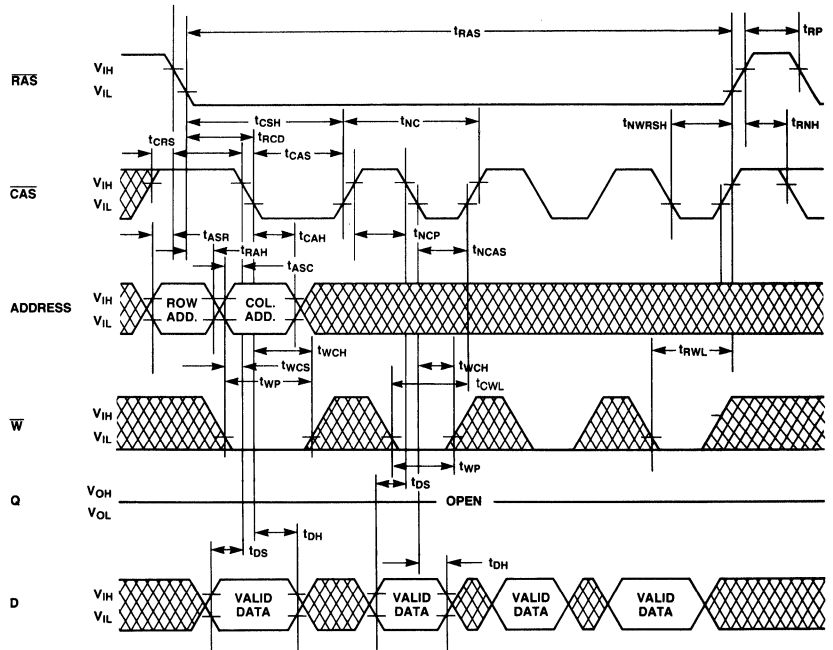 tRAS
tRP
RAS
VIH
VIL
tCSH
tNC
tNWRSH
tRNH
tCRS
tRCD
tCAS
CAS
VIH
VIL
tASR
tCAH
tNCP
tRAH
tNCAS
tASC
ADDRESS
VIH
VIL
ROW ADD.
COL. ADD.
tWCH
tWCH
tRWL
tWCS
tCWL
tWP
W
VIH
VIL
tWP
tDS
Q
VOH
VOL
OPEN
tDH
tDS
tDH
D
VIH
VIL
VALID DATA
VALID DATA
VALID DATA
VALID DATA